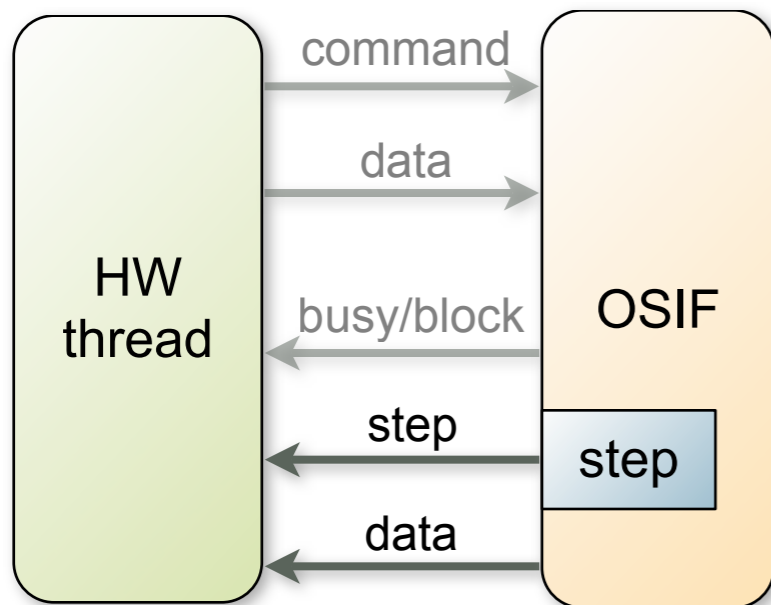 command
data
HW
thread
OSIF
busy/block
step
step
data